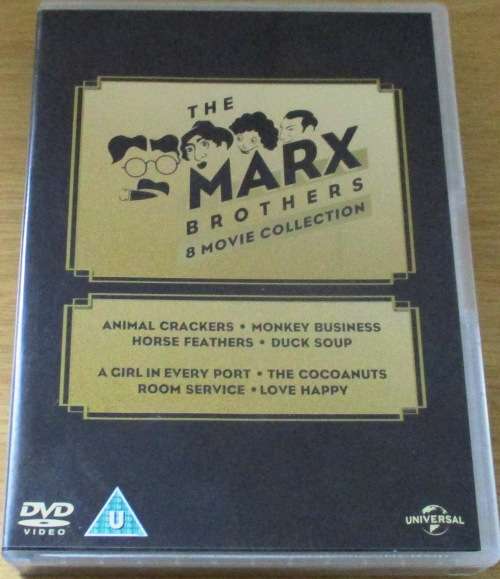 THE
MARX
BROTHERS
8 MOVIE COLLECTION
ANIMAL CRACKERS • MONKEY BUSINESS
HORSE FEATHERS • DUCK SOUP
A GIRL IN EVERY PORT • THE COCOANUTS
ROOM SERVICE • LOVE HAPPY
DVD
VIDEO
U
UNIVERSAL